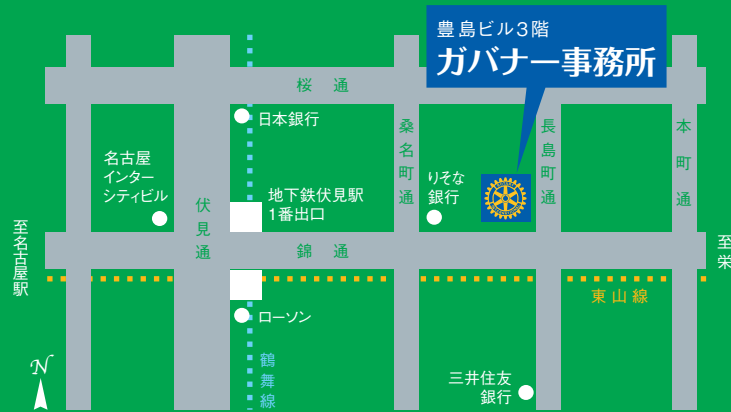 豊島ビル3階
ガバナー事務所
桜通
日本銀行
桑名町通
長島町通
本町通
名古屋
インター
シティビル
伏見通
地下鉄伏見駅
1番出口
りそな
銀行
至名古屋駅
錦通
至栄
東山線
ローソン
鶴舞線
三井住友
銀行
N